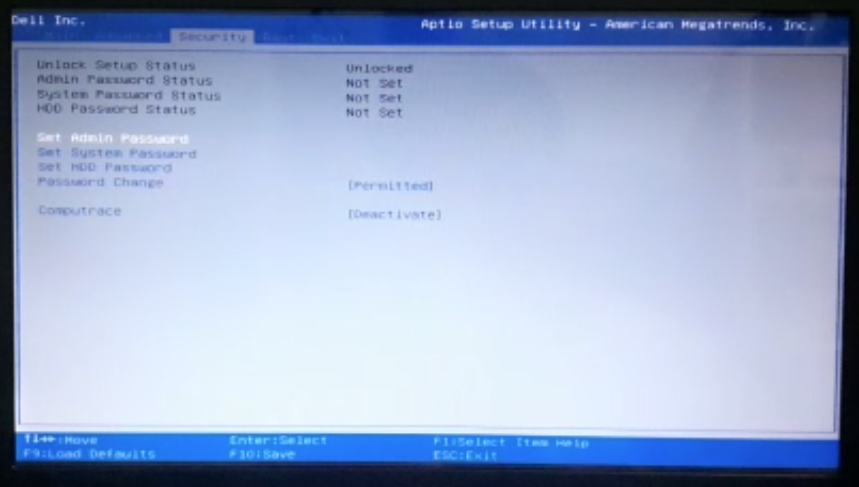 Dell Inc.
Aptio Setup Utility - American Megatrends, Inc.
Main Advanced Security Boot Exit
Unlock Setup Status Unlocked
Admin Password Status Not Set
System Password Status Not Set
HDD Password Status Not Set
Set Admin Password
Set System Password
Set HDD Password
Password Change [Permitted]
Computrace [Deactivate]
↑↓→←:Move Enter:Select F1:Select Item Help
F9:Load Defaults F10:Save ESC:Exit